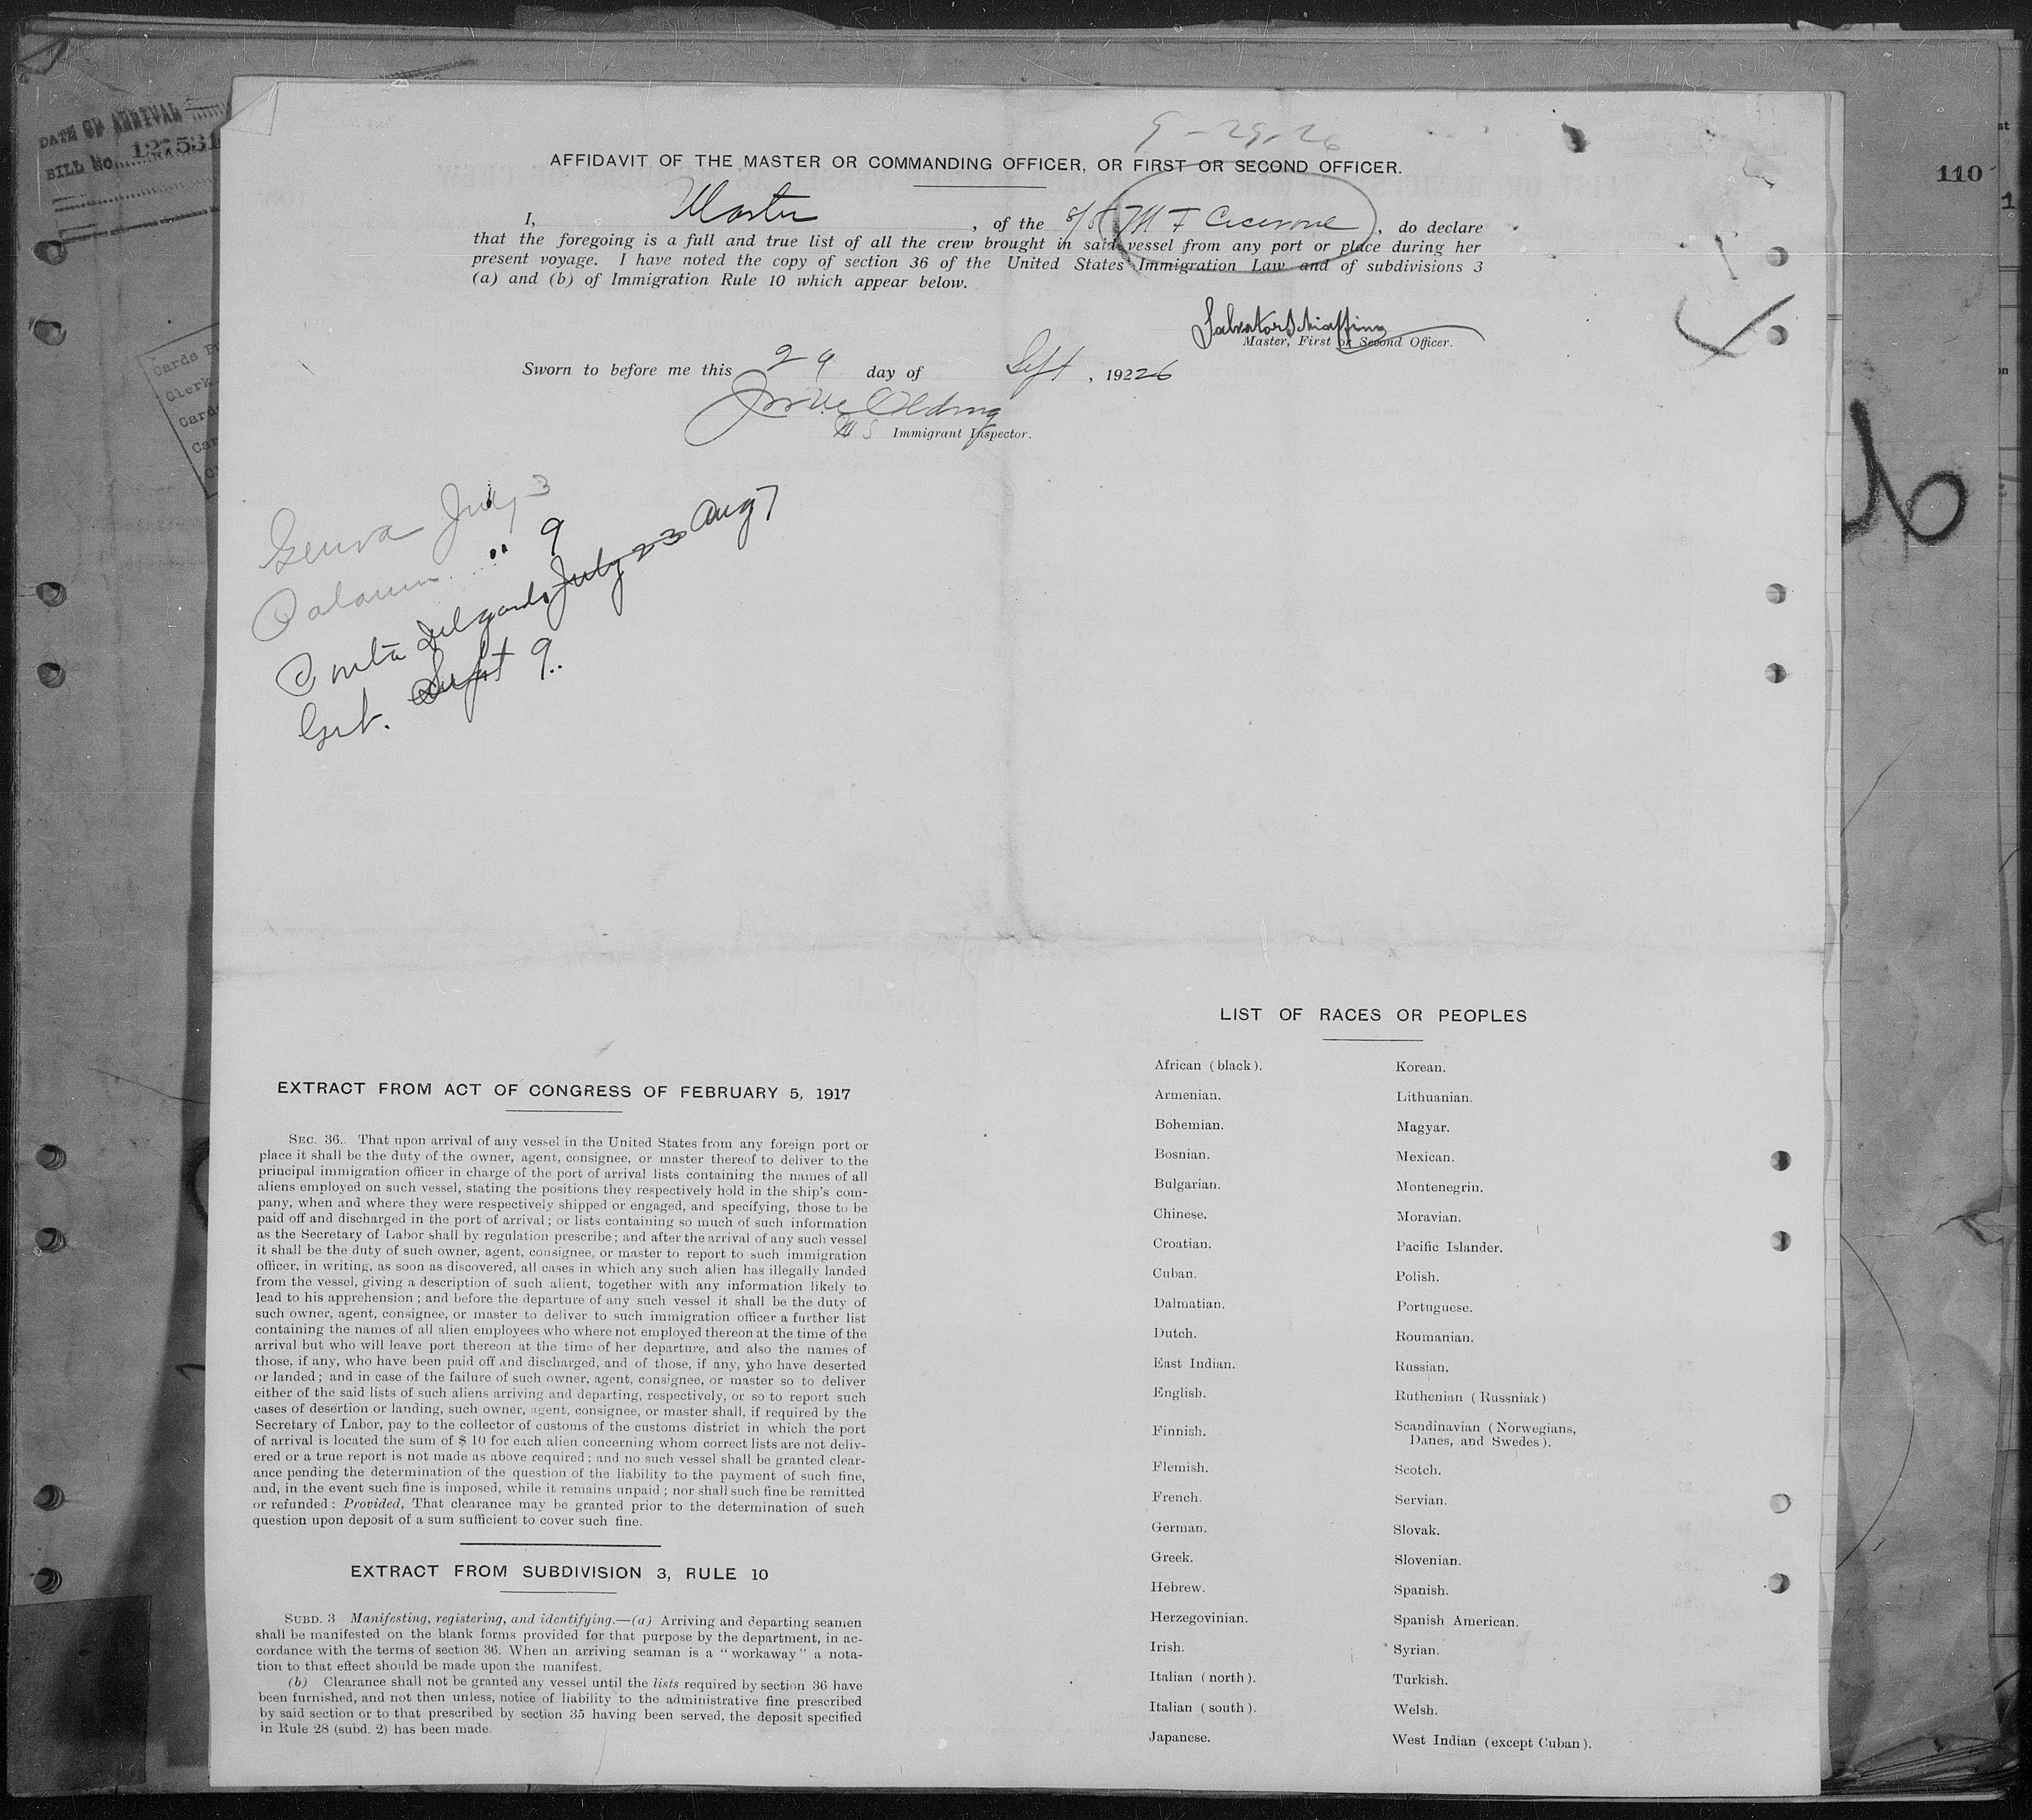 DATE OF ARRIVAL
BILL No. 127531
110
9-29-26
AFFIDAVIT OF THE MASTER OR COMMANDING OFFICER, OR FIRST OR SECOND OFFICER.
I, Master, of the s/s M F Cicerone, do declare
that the foregoing is a full and true list of all the crew brought in said vessel from any port or place during her
present voyage. I have noted the copy of section 36 of the United States Immigration Law and of subdivisions 3
(a) and (b) of Immigration Rule 10 which appear below.
Salvator Schiaffino
Master, First or Second Officer.
Sworn to before me this 29 day of Sept, 19226
Immigrant Inspector.
Cards
Clerk
Genoa July 3
" 9
Ponta Delgada July 23 Aug 7
Sept 9.
EXTRACT FROM ACT OF CONGRESS OF FEBRUARY 5, 1917
SEC. 36. That upon arrival of any vessel in the United States from any foreign port or
place it shall be the duty of the owner, agent, consignee, or master thereof to deliver to the
principal immigration officer in charge of the port of arrival lists containing the names of all
aliens employed on such vessel, stating the positions they respectively hold in the ship's com-
pany, when and where they were respectively shipped or engaged, and specifying, those to be
paid off and discharged in the port of arrival; or lists containing so much of such information
as the Secretary of Labor shall by regulation prescribe; and after the arrival of any such vessel
it shall be the duty of such owner, agent, consignee, or master to report to such immigration
officer, in writing, as soon as discovered, all cases in which any such alien has illegally landed
from the vessel, giving a description of such alient, together with any information likely to
lead to his apprehension; and before the departure of any such vessel it shall be the duty of
such owner, agent, consignee, or master to deliver to such immigration officer a further list
containing the names of all alien employees who where not employed thereon at the time of the
arrival but who will leave port thereon at the time of her departure, and also the names of
those, if any, who have been paid off and discharged, and of those, if any, who have deserted
or landed; and in case of the failure of such owner, agent, consignee, or master so to deliver
either of the said lists of such aliens arriving and departing, respectively, or so to report such
cases of desertion or landing, such owner, agent, consignee, or master shall, if required by the
Secretary of Labor, pay to the collector of customs of the customs district in which the port
of arrival is located the sum of $ 10 for each alien concerning whom correct lists are not deliv-
ered or a true report is not made as above required; and no such vessel shall be granted clear-
ance pending the determination of the question of the liability to the payment of such fine,
and, in the event such fine is imposed, while it remains unpaid; nor shall such fine be remitted
or refunded: Provided, That clearance may be granted prior to the determination of such
question upon deposit of a sum sufficient to cover such fine.
EXTRACT FROM SUBDIVISION 3, RULE 10
SUBD. 3 Manifesting, registering, and identifying.—(a) Arriving and departing seamen
shall be manifested on the blank forms provided for that purpose by the department, in ac-
cordance with the terms of section 36. When an arriving seaman is a "workaway" a nota-
tion to that effect should be made upon the manifest.
(b) Clearance shall not be granted any vessel until the lists required by section 36 have
been furnished, and not then unless, notice of liability to the administrative fine prescribed
by said section or to that prescribed by section 35 having been served, the deposit specified
in Rule 28 (subd. 2) has been made.
LIST OF RACES OR PEOPLES
African (black).
Armenian.
Bohemian.
Bosnian.
Bulgarian.
Chinese.
Croatian.
Cuban.
Dalmatian.
Dutch.
East Indian.
English.
Finnish.
Flemish.
French.
German.
Greek.
Hebrew.
Herzegovinian.
Irish.
Italian (north).
Italian (south).
Japanese.
Korean.
Lithuanian.
Magyar.
Mexican.
Montenegrin.
Moravian.
Pacific Islander.
Polish.
Portuguese.
Roumanian.
Russian.
Ruthenian (Russniak)
Scandinavian (Norwegians,
Danes, and Swedes).
Scotch.
Servian.
Slovak.
Slovenian.
Spanish.
Spanish American.
Syrian.
Turkish.
Welsh.
West Indian (except Cuban).